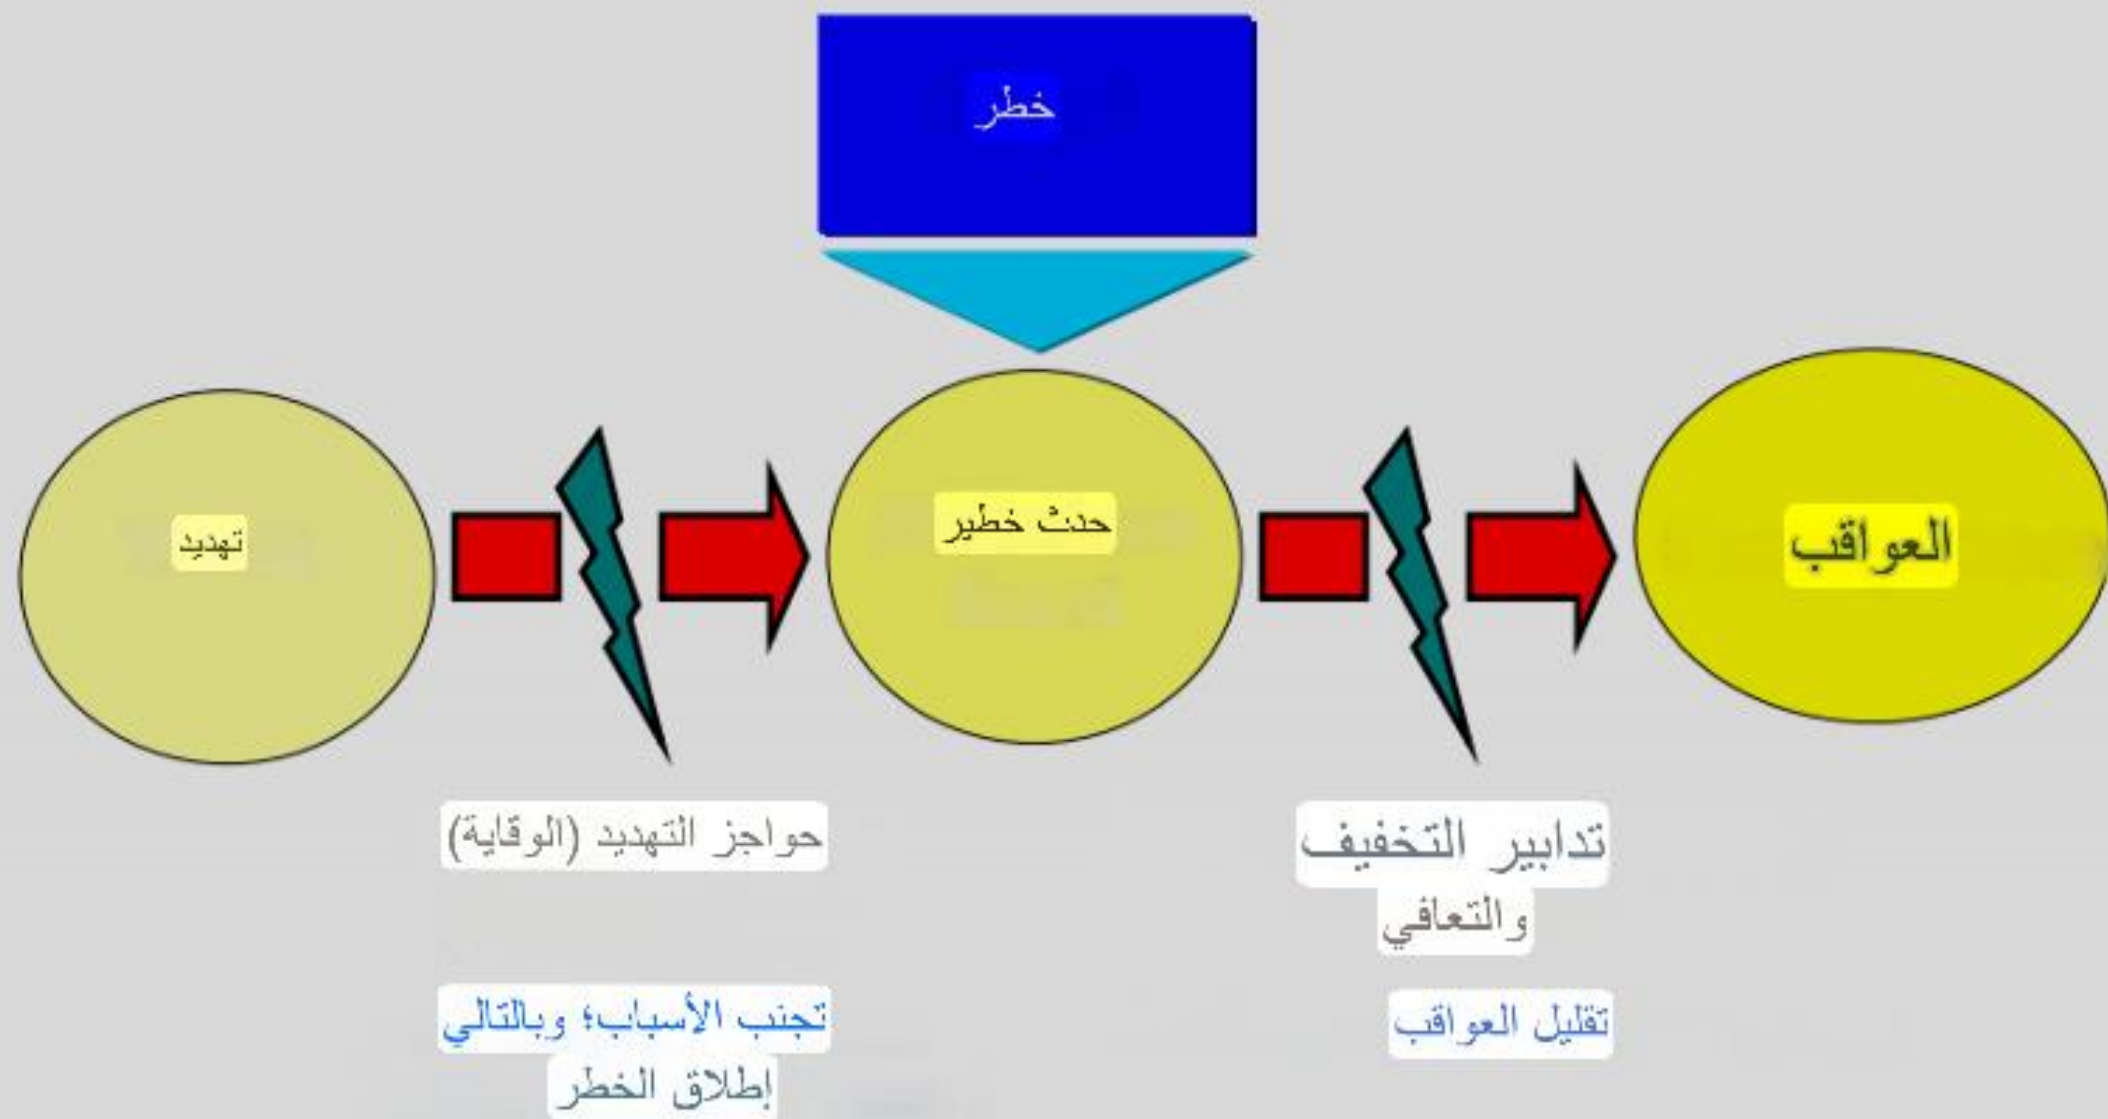 خطر
تهديد
حدث خطير
العواقب
حواجز التهديد (الوقاية)
تجنب الأسباب؛ وبالتالي
إطلاق الخطر
تدابير التخفيف
والتعافي
تقليل العواقب